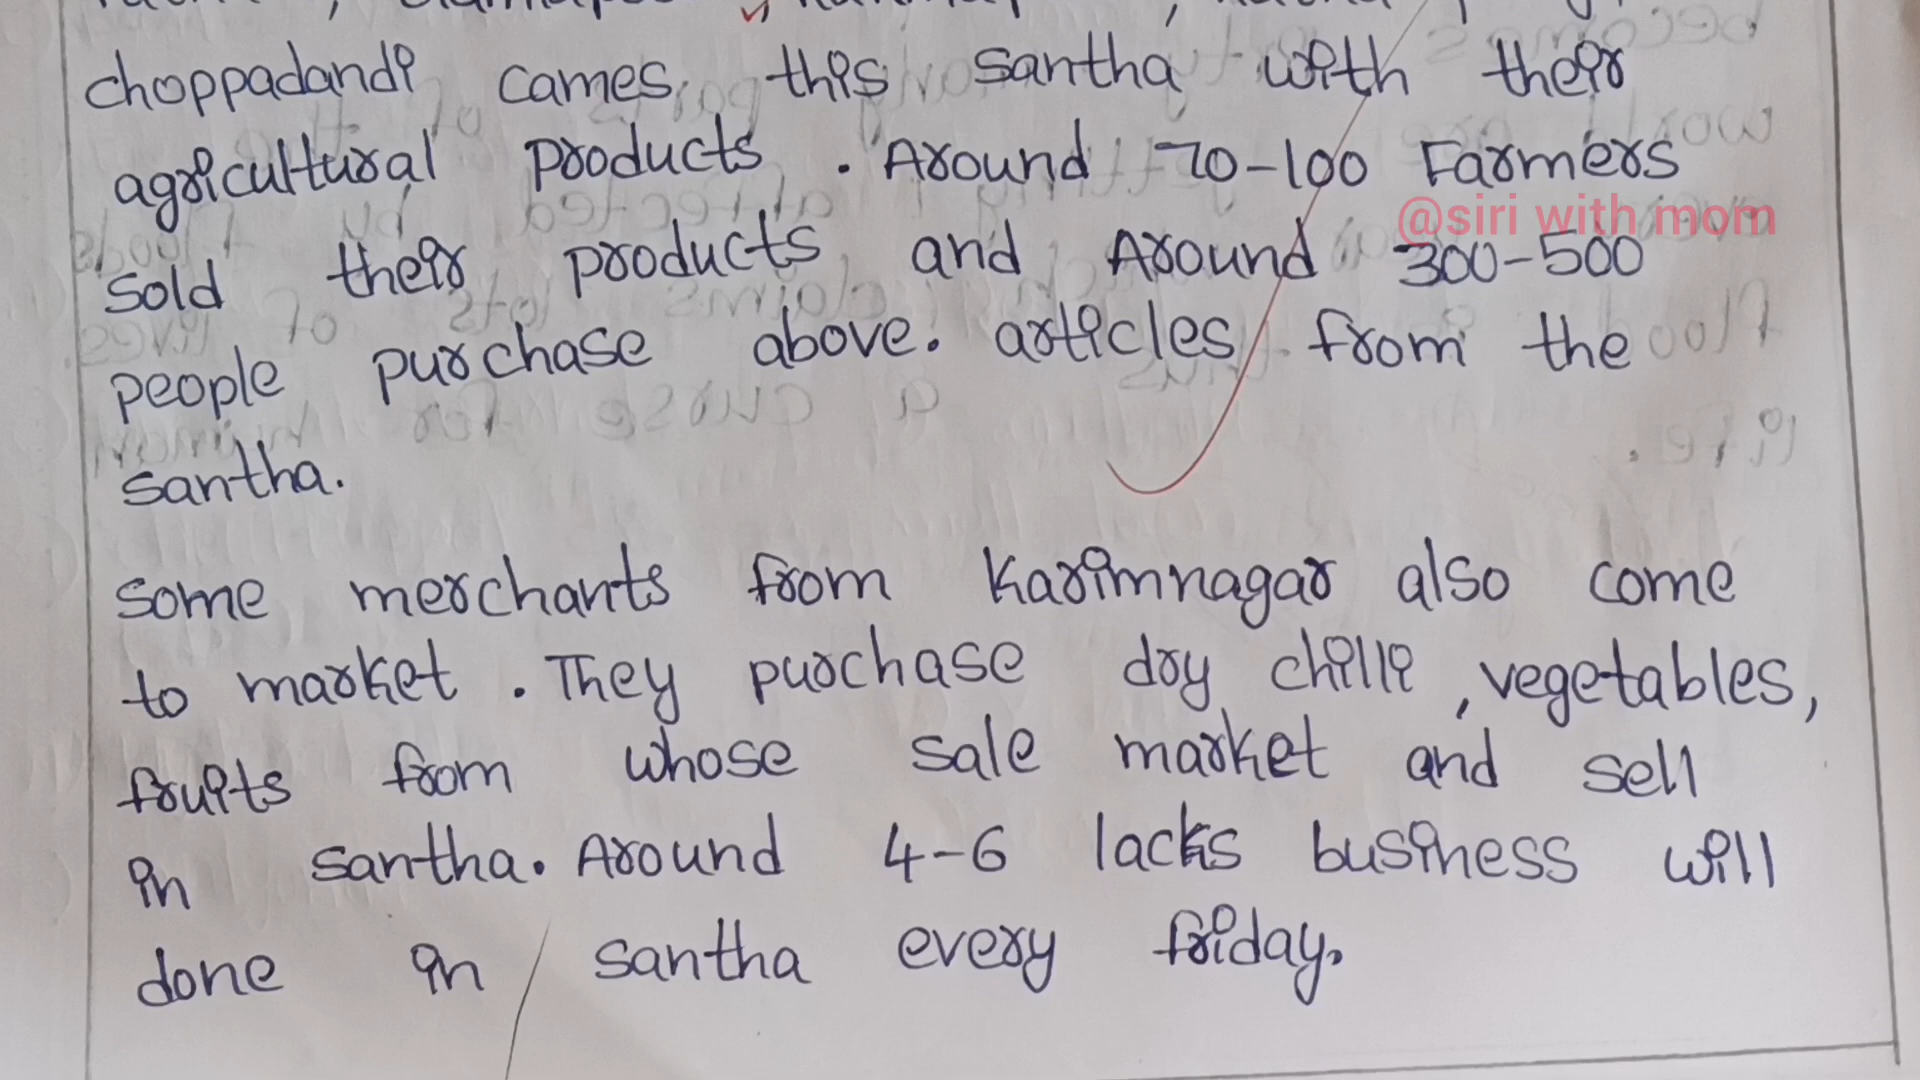 choppadandi cames this santha with their
agricultural products . Around 70-100 Farmers
@siri with mom
sold their products and Around 300-500
people purchase above. articles from the
santha.
some merchants from Karimnagar also come
to market . They purchase dry chilli , vegetables,
fruits from whose sale market and sell
in santha. Around 4-6 lacks business will
done in santha every friday.